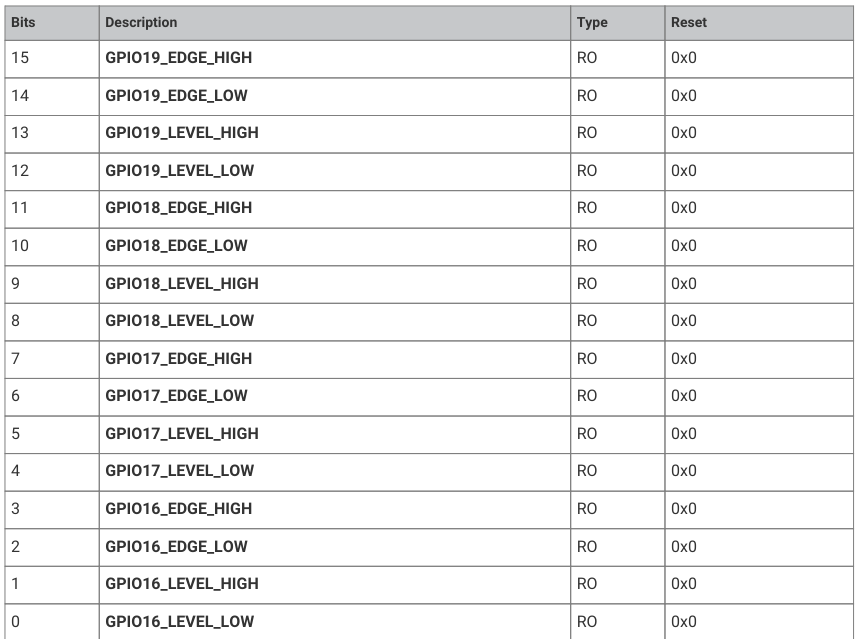 Bits Description Type Reset
15 GPIO19_EDGE_HIGH RO 0x0
14 GPIO19_EDGE_LOW RO 0x0
13 GPIO19_LEVEL_HIGH RO 0x0
12 GPIO19_LEVEL_LOW RO 0x0
11 GPIO18_EDGE_HIGH RO 0x0
10 GPIO18_EDGE_LOW RO 0x0
9 GPIO18_LEVEL_HIGH RO 0x0
8 GPIO18_LEVEL_LOW RO 0x0
7 GPIO17_EDGE_HIGH RO 0x0
6 GPIO17_EDGE_LOW RO 0x0
5 GPIO17_LEVEL_HIGH RO 0x0
4 GPIO17_LEVEL_LOW RO 0x0
3 GPIO16_EDGE_HIGH RO 0x0
2 GPIO16_EDGE_LOW RO 0x0
1 GPIO16_LEVEL_HIGH RO 0x0
0 GPIO16_LEVEL_LOW RO 0x0